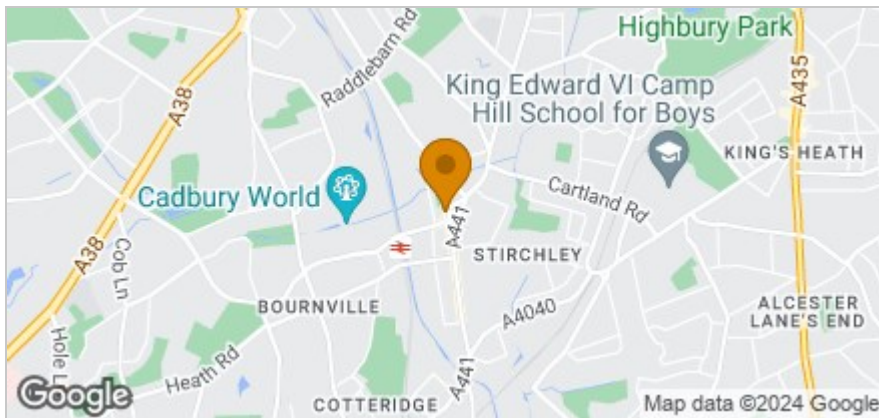 Highbury Park
Raddlebarn Rd
A38
A435
King Edward VI Camp
Hill School for Boys
KING'S HEATH
Cadbury World
Cartland Rd
A441
A38
STIRCHLEY
Cob Ln
BOURNVILLE
A4040
ALCESTER
LANE'S END
Hole L
Heath Rd
A441
COTTERIDGE
Google
Map data ©2024 Google